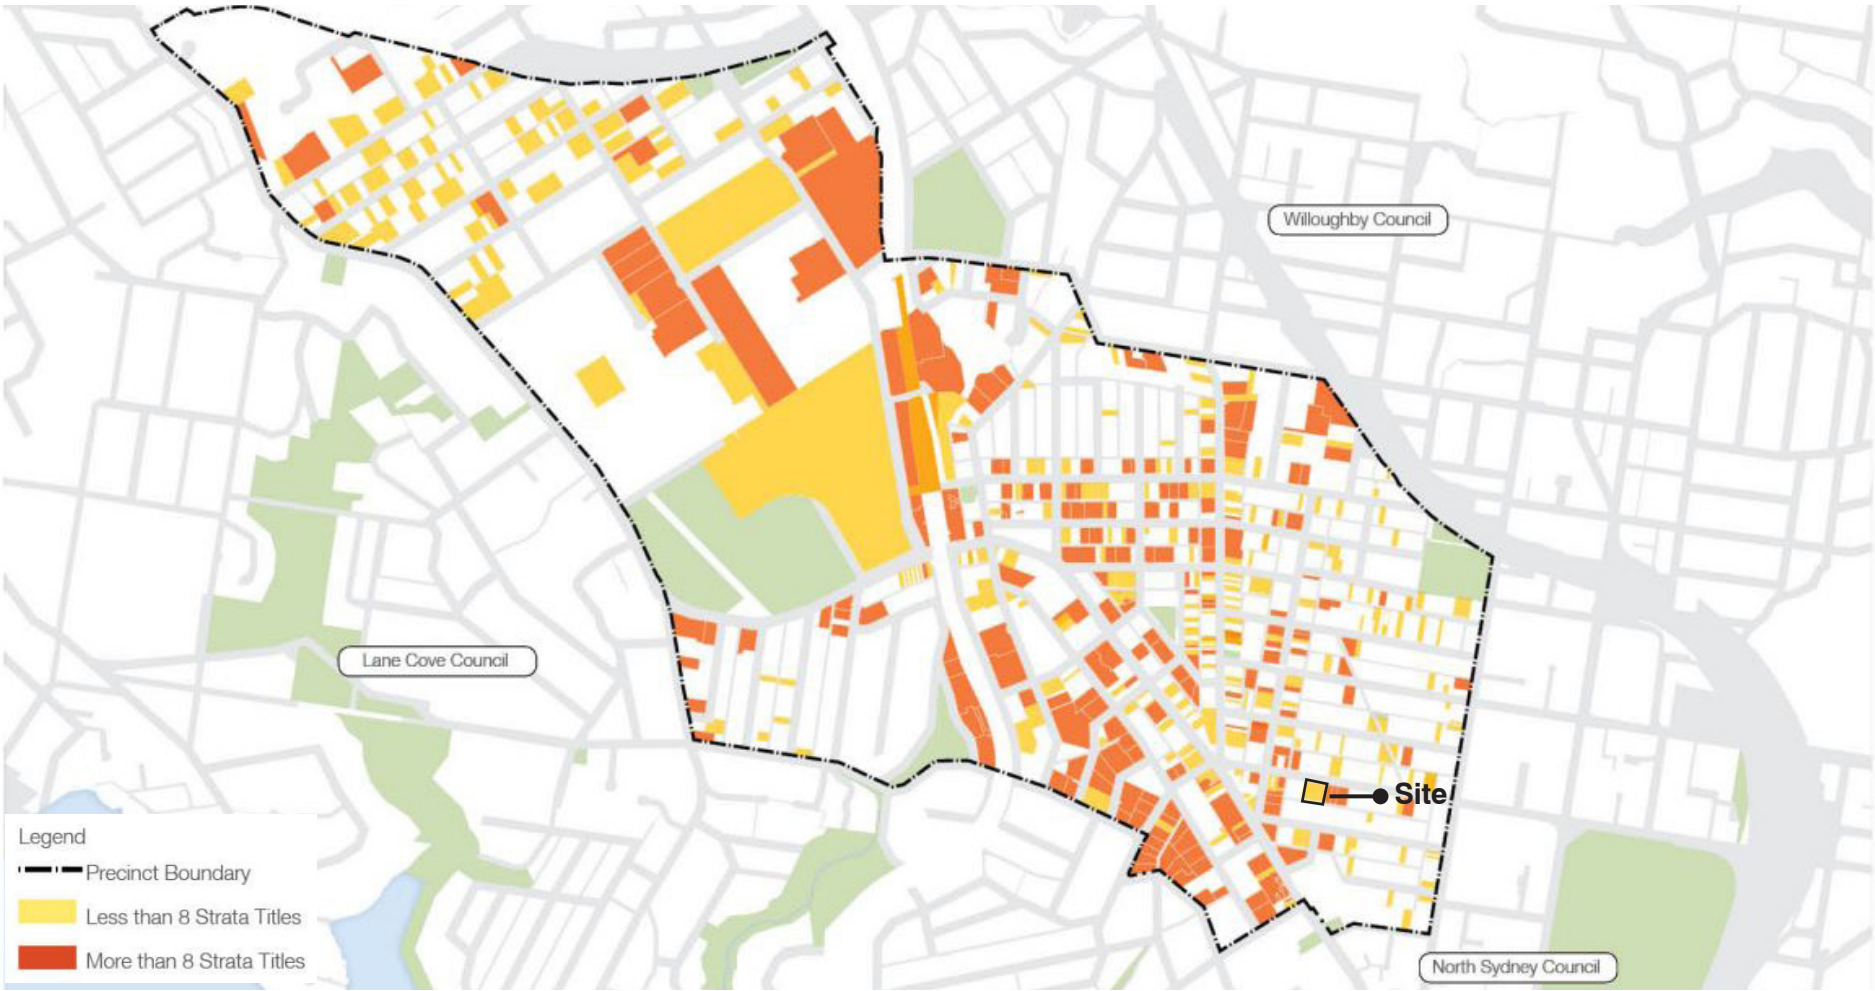 Willoughby Council
Lane Cove Council
Site
Legend
Precinct Boundary
Less than 8 Strata Titles
More than 8 Strata Titles
North Sydney Council